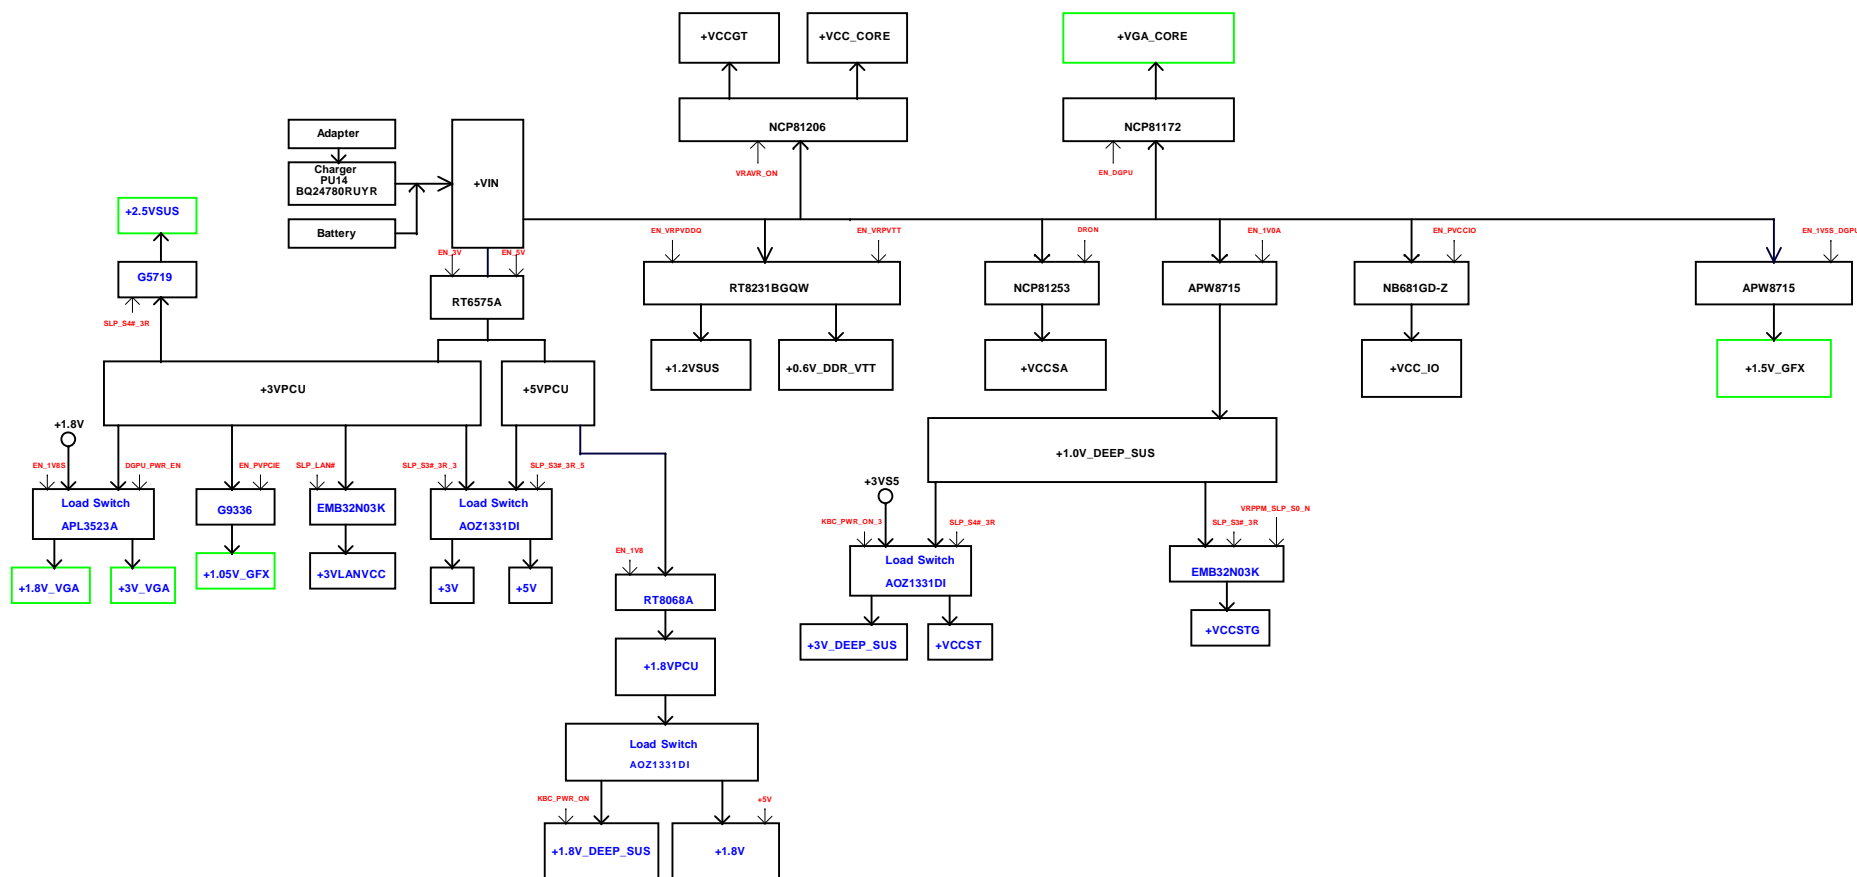 +VCCGT
+VCC_CORE
+VGA_CORE
NCP81206
NCP81172
VRAVR_ON
EN_DGPU
Adapter
Charger
PU14
BQ24780RUYR
Battery
+VIN
+2.5VSUS
G5719
SLP_S4#_3R
EN_3V
EN_5V
RT6575A
EN_VRPVDDQ
EN_VRPVTT
RT8231BGQW
+1.2VSUS
+0.6V_DDR_VTT
DRON
NCP81253
+VCCSA
EN_1V0A
APW8715
EN_PVCCIO
NB681GD-Z
+VCC_IO
EN_1V5S_DGPU
APW8715
+1.5V_GFX
+3VPCU
+5VPCU
+1.8V
EN_1V8S
DGPU_PWR_EN
EN_PVPCIE
SLP_LAN#
SLP_S3#_3R_3
SLP_S3#_3R_5
Load Switch
APL3523A
G9336
EMB32N03K
Load Switch
AOZ1331DI
+1.8V_VGA
+3V_VGA
+1.05V_GFX
+3VLANVCC
+3V
+5V
EN_1V8
RT8068A
+1.8VPCU
Load Switch
AOZ1331DI
KBC_PWR_ON
+5V
+1.8V_DEEP_SUS
+1.8V
+1.0V_DEEP_SUS
+3VS5
KBC_PWR_ON_3
SLP_S4#_3R
Load Switch
AOZ1331DI
+3V_DEEP_SUS
+VCCST
VRPPM_SLP_S0_N
SLP_S3#_3R
EMB32N03K
+VCCSTG